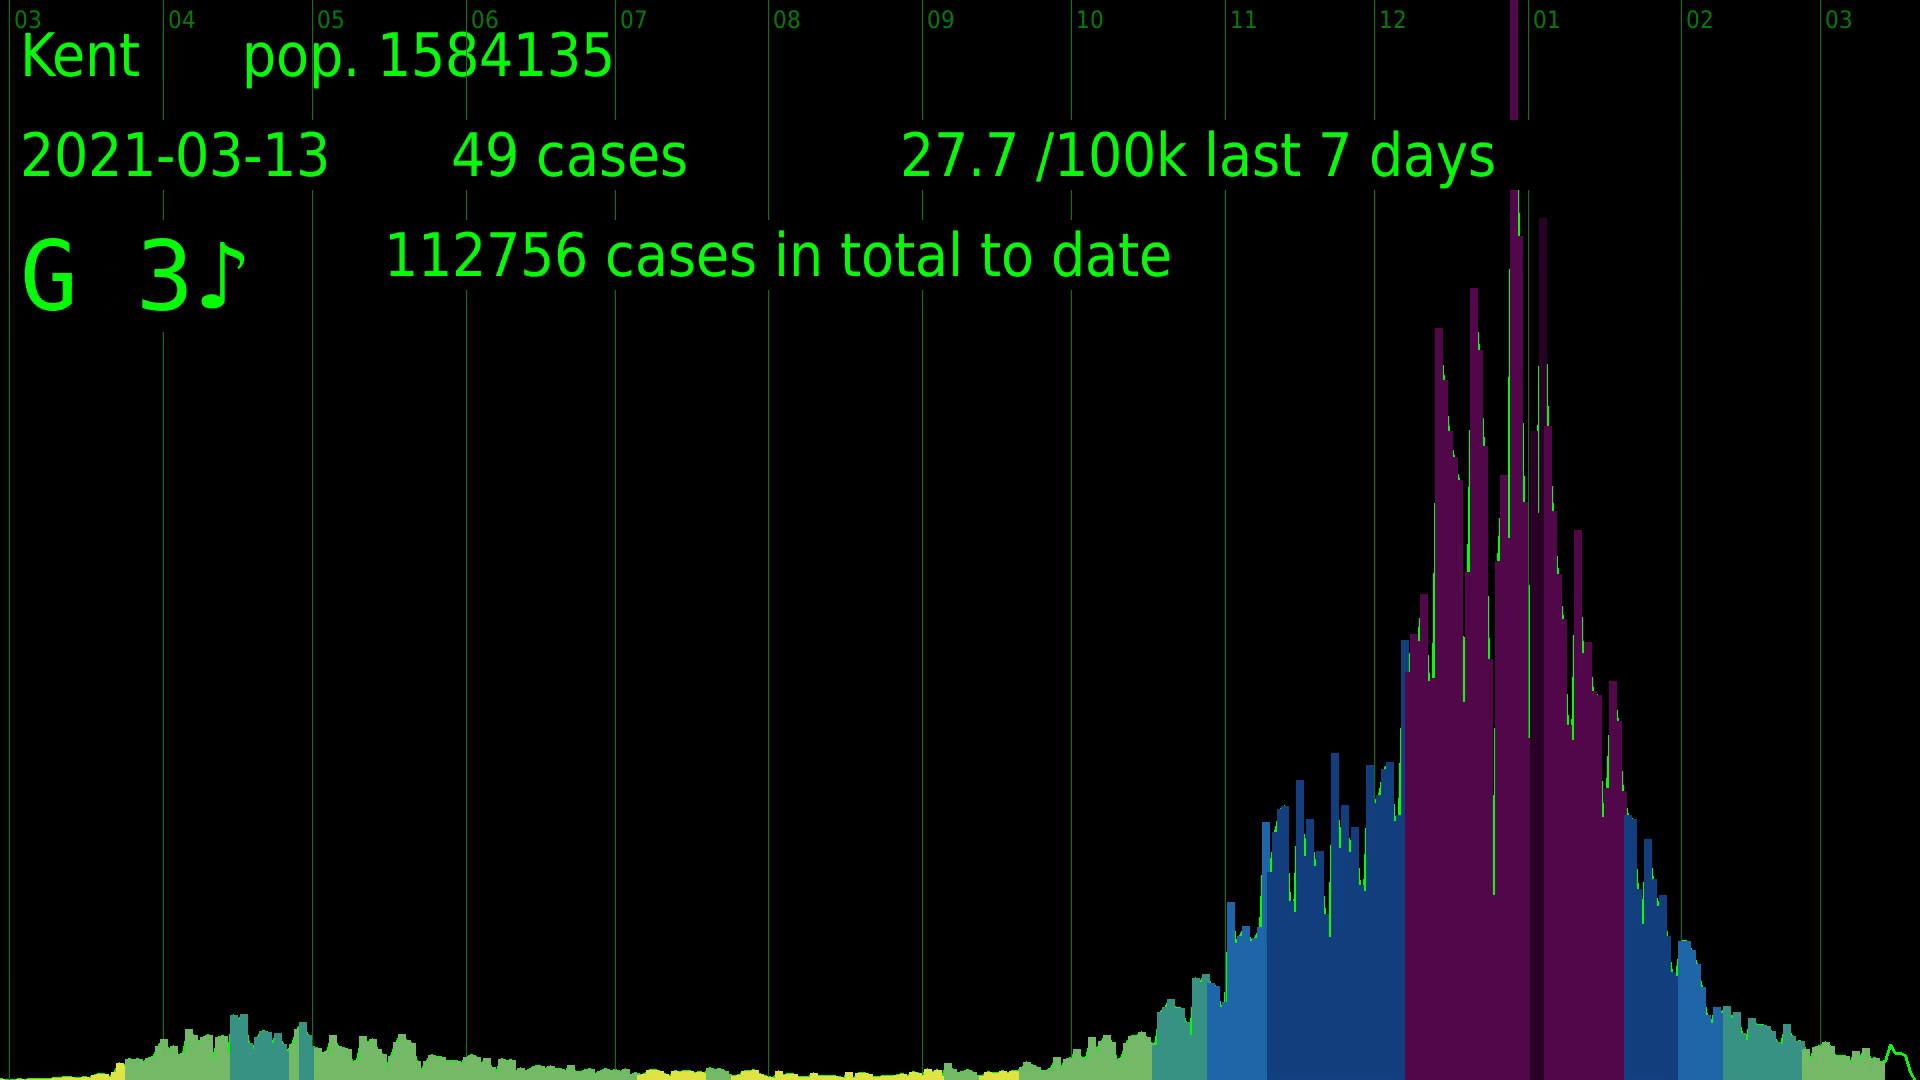 03 04 05 06 07 08 09 10 11 12 01 02 03
Kent pop. 1584135
2021-03-13 49 cases 27.7 /100k last 7 days
G 3♪ 112756 cases in total to date